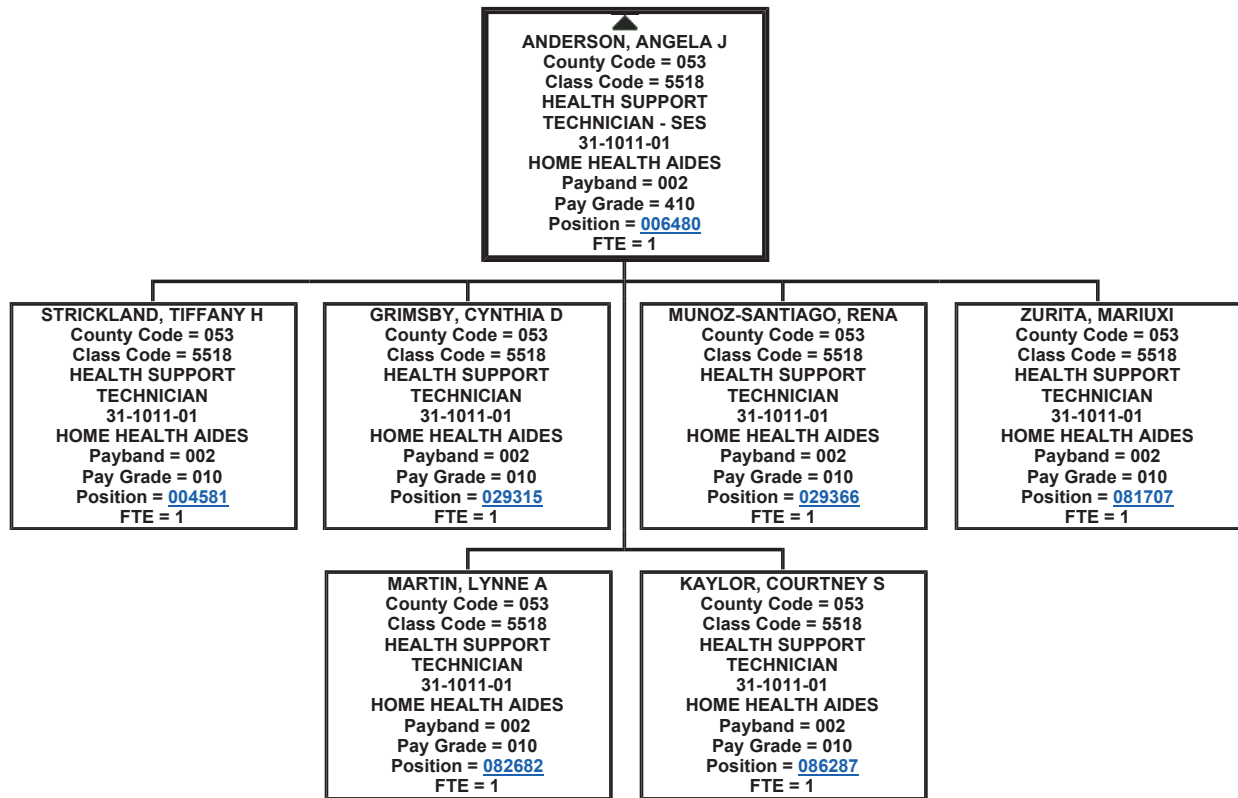 ANDERSON, ANGELA J
County Code = 053
Class Code = 5518
HEALTH SUPPORT
TECHNICIAN - SES
31-1011-01
HOME HEALTH AIDES
Payband = 002
Pay Grade = 410
Position = 006480
FTE = 1
STRICKLAND, TIFFANY H
County Code = 053
Class Code = 5518
HEALTH SUPPORT
TECHNICIAN
31-1011-01
HOME HEALTH AIDES
Payband = 002
Pay Grade = 010
Position = 004581
FTE = 1
GRIMSBY, CYNTHIA D
County Code = 053
Class Code = 5518
HEALTH SUPPORT
TECHNICIAN
31-1011-01
HOME HEALTH AIDES
Payband = 002
Pay Grade = 010
Position = 029315
FTE = 1
MUNOZ-SANTIAGO, RENA
County Code = 053
Class Code = 5518
HEALTH SUPPORT
TECHNICIAN
31-1011-01
HOME HEALTH AIDES
Payband = 002
Pay Grade = 010
Position = 029366
FTE = 1
ZURITA, MARIUXI
County Code = 053
Class Code = 5518
HEALTH SUPPORT
TECHNICIAN
31-1011-01
HOME HEALTH AIDES
Payband = 002
Pay Grade = 010
Position = 081707
FTE = 1
MARTIN, LYNNE A
County Code = 053
Class Code = 5518
HEALTH SUPPORT
TECHNICIAN
31-1011-01
HOME HEALTH AIDES
Payband = 002
Pay Grade = 010
Position = 082682
FTE = 1
KAYLOR, COURTNEY S
County Code = 053
Class Code = 5518
HEALTH SUPPORT
TECHNICIAN
31-1011-01
HOME HEALTH AIDES
Payband = 002
Pay Grade = 010
Position = 086287
FTE = 1